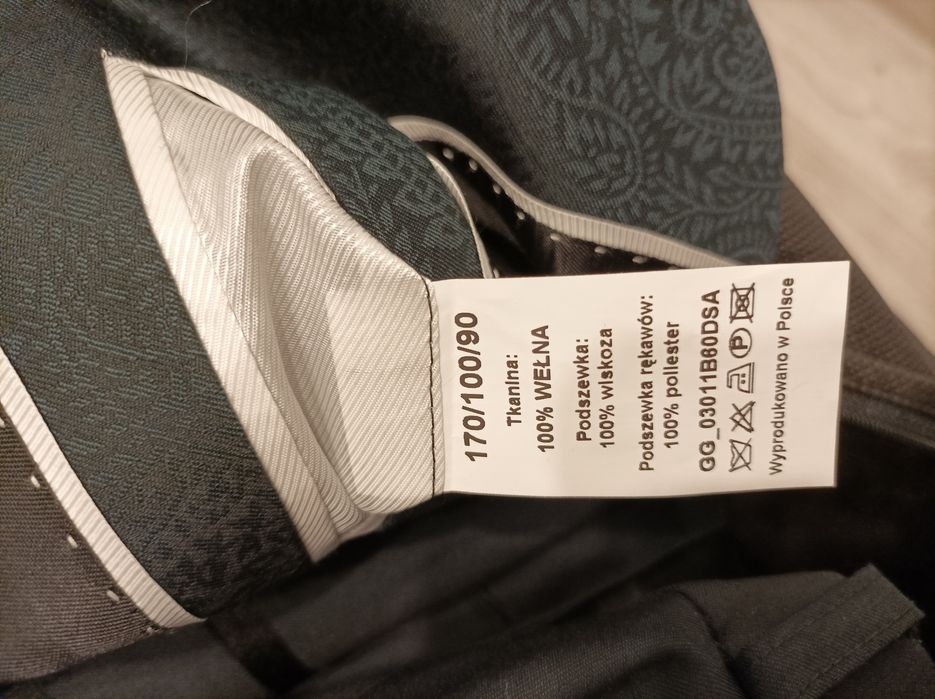 170/100/90
Tkanina:
100% WEŁNA
Podszewka:
100% wiskoza
Podszewka rękawów:
100% poliester
GG_03011B60DSA
P
Wyprodukowano w Polsce